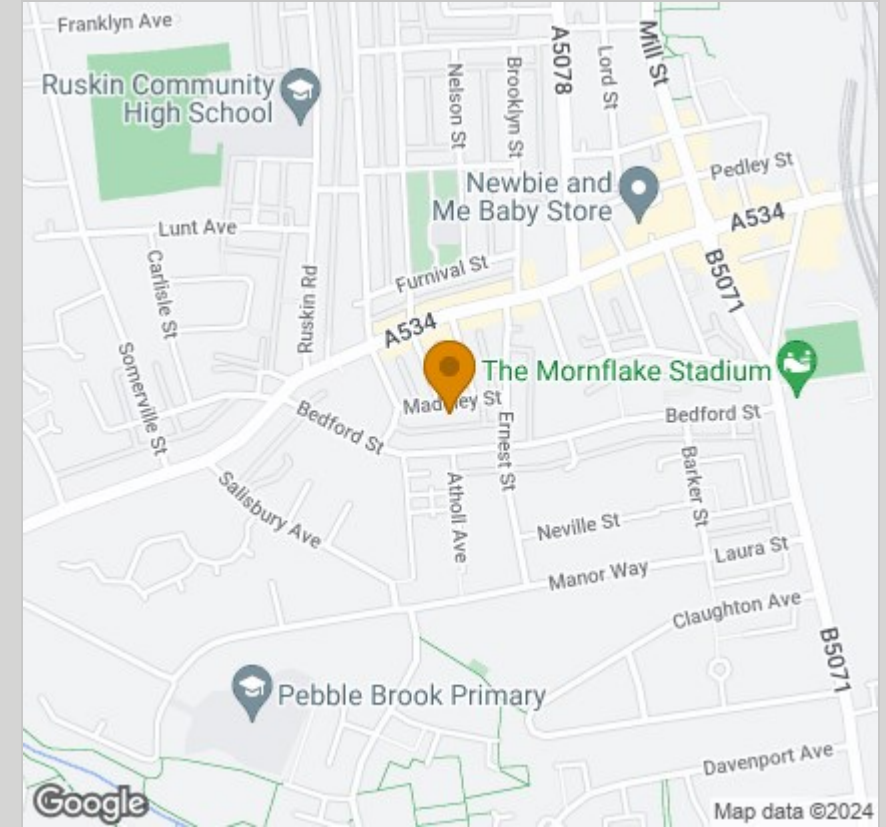 Franklyn Ave
Ruskin Community
High School
Nelson St
Brooklyn St
A5078
Lord St
Mill St
Pedley St
Newbie and
Me Baby Store
A534
Lunt Ave
Carlisle St
Ruskin Rd
Furnival St
B5071
A534
Somerville St
The Mornflake Stadium
Bedford St
Ernest St
Bedford St
Salisbury Ave
Atholl Ave
Barker St
Neville St
Laura St
Manor Way
Claughton Ave
B5071
Pebble Brook Primary
Davenport Ave
Google
Map data ©2024